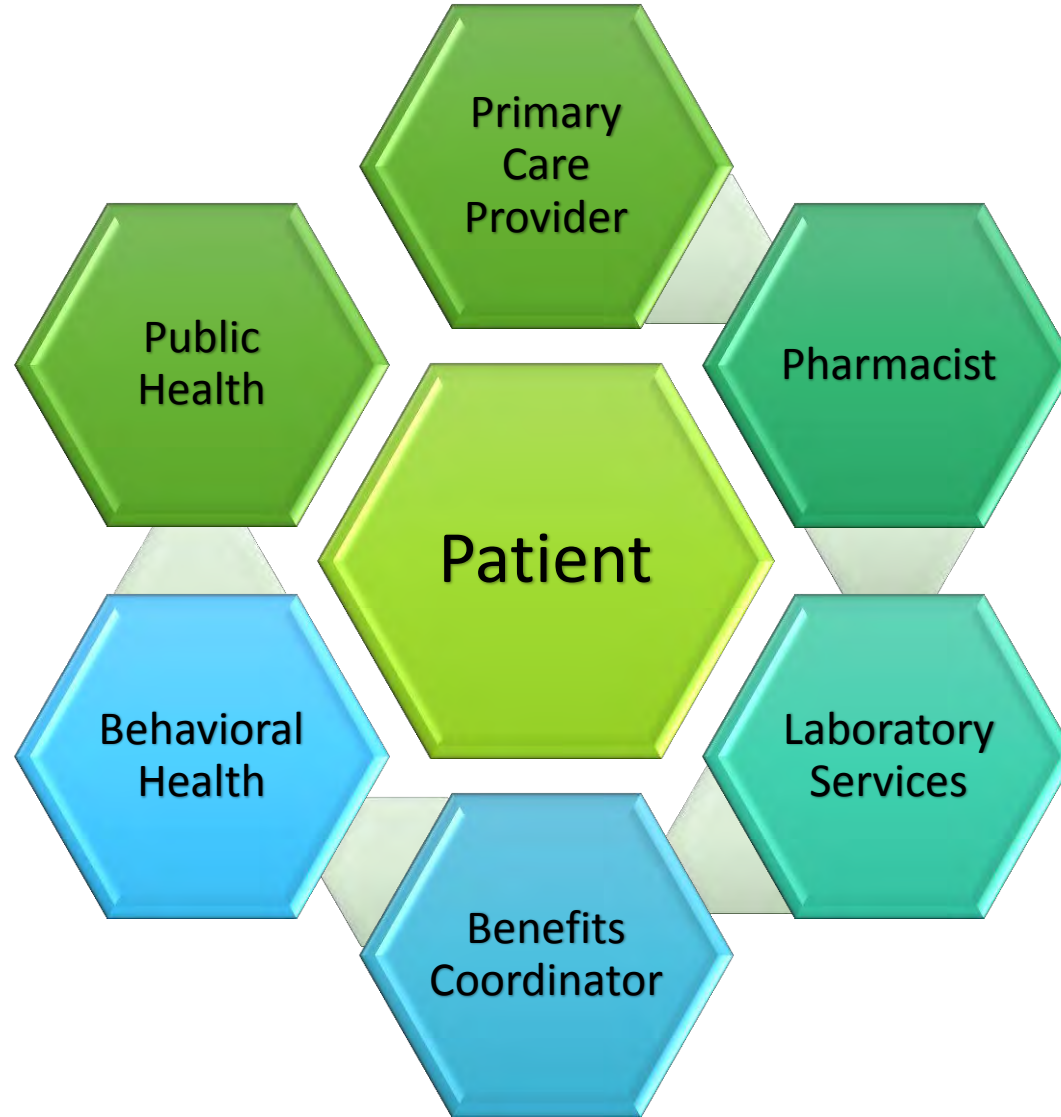 Primary
Care
Provider
Public
Health
Pharmacist
Patient
Behavioral
Health
Laboratory
Services
Benefits
Coordinator